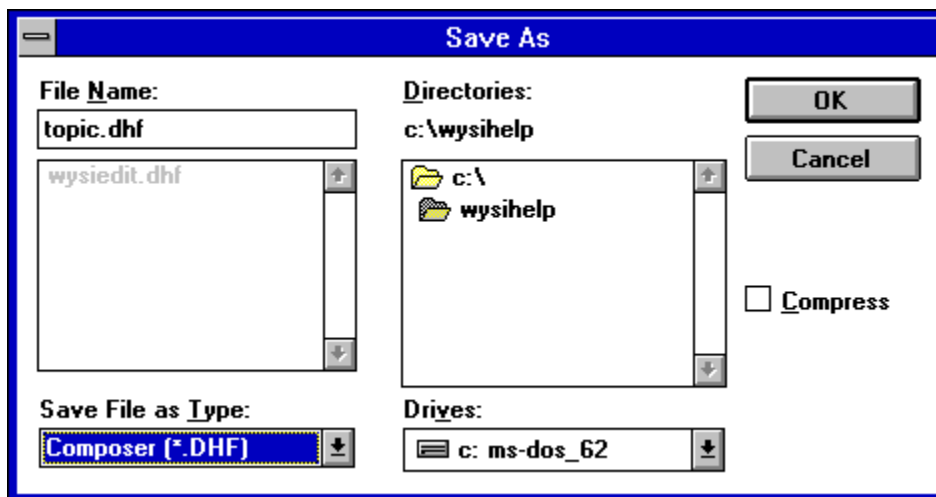 Save As
File Name:
topic.dhf
wysiedit.dhf
Save File as Type:
Composer (*.DHF)
Directories:
c:\wysihelp
c:\
wysihelp
Drives:
c: ms-dos_62
OK
Cancel
Compress